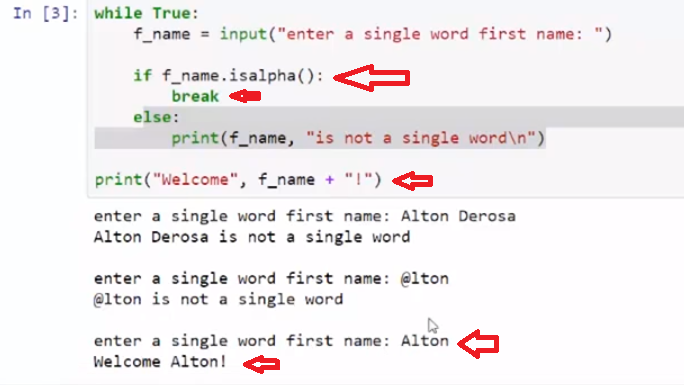 In [3]: while True:
f_name = input("enter a single word first name: ")
if f_name.isalpha():
break
else:
print(f_name, "is not a single word\n")
print("Welcome", f_name + "!")
enter a single word first name: Alton Derosa
Alton Derosa is not a single word
enter a single word first name: @lton
@lton is not a single word
enter a single word first name: Alton
Welcome Alton!